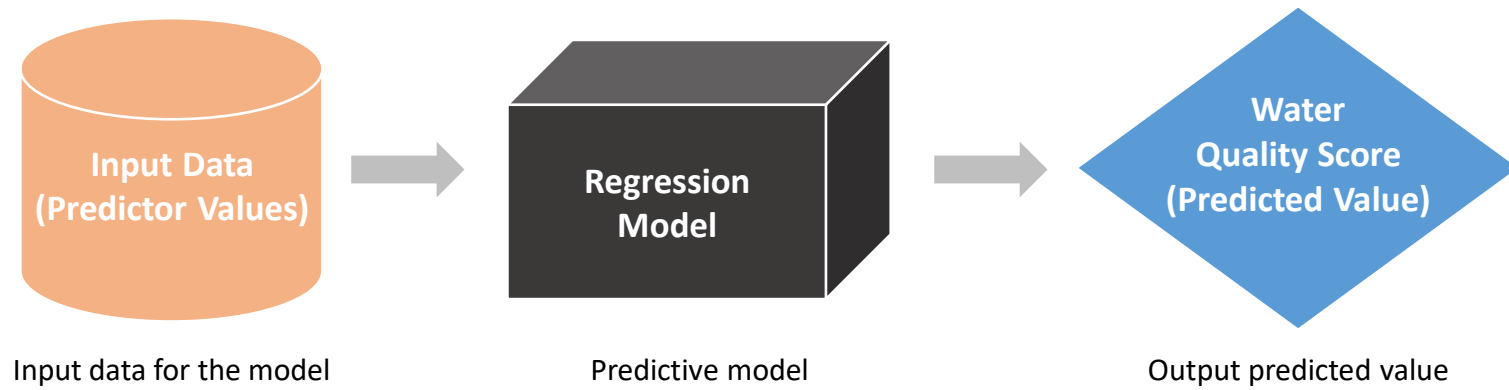 Input Data
(Predictor Values)
Regression
Model
Water
Quality Score
(Predicted Value)
Input data for the model
Predictive model
Output predicted value